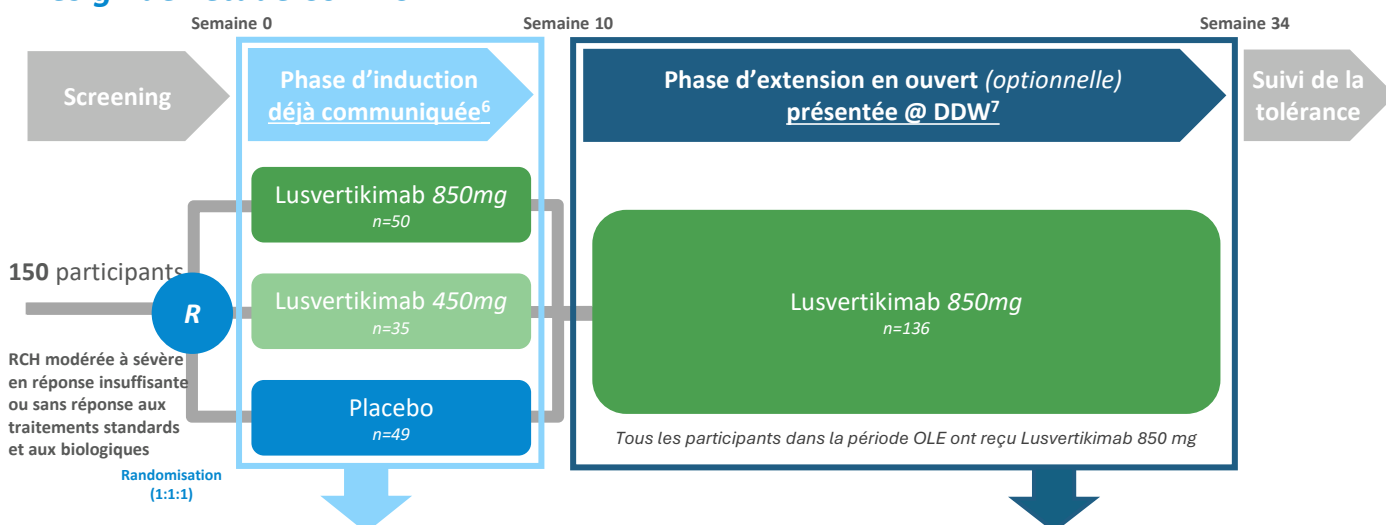 Semaine 0
Semaine 10
Semaine 34
Screening
Phase d'induction
déjà communiquée⁶
Phase d'extension en ouvert (optionnelle)
présentée @ DDW⁷
Suivi de la
tolérance
Lusvertikimab 850mg
n=50
150 participants
R
Lusvertikimab 450mg
n=35
Lusvertikimab 850mg
n=136
RCH modérée à sévère
en réponse insuffisante
ou sans réponse aux
traitements standards
et aux biologiques
Placebo
n=49
Tous les participants dans la période OLE ont reçu Lusvertikimab 850 mg
Randomisation
(1:1:1)